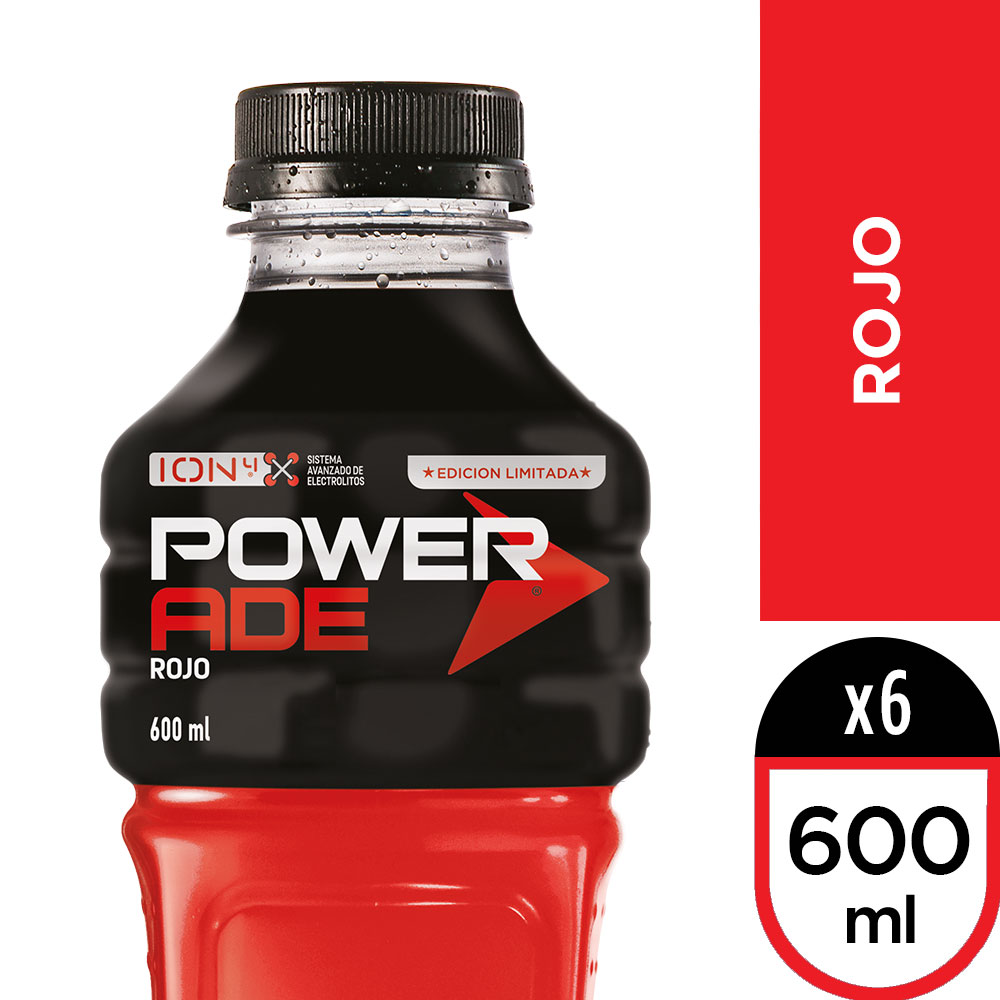 ION4
SISTEMA
AVANZADO DE
ELECTROLITOS
★EDICION LIMITADA★
POWER
ADE
®
ROJO
600 ml
ROJO
x6
600
ml